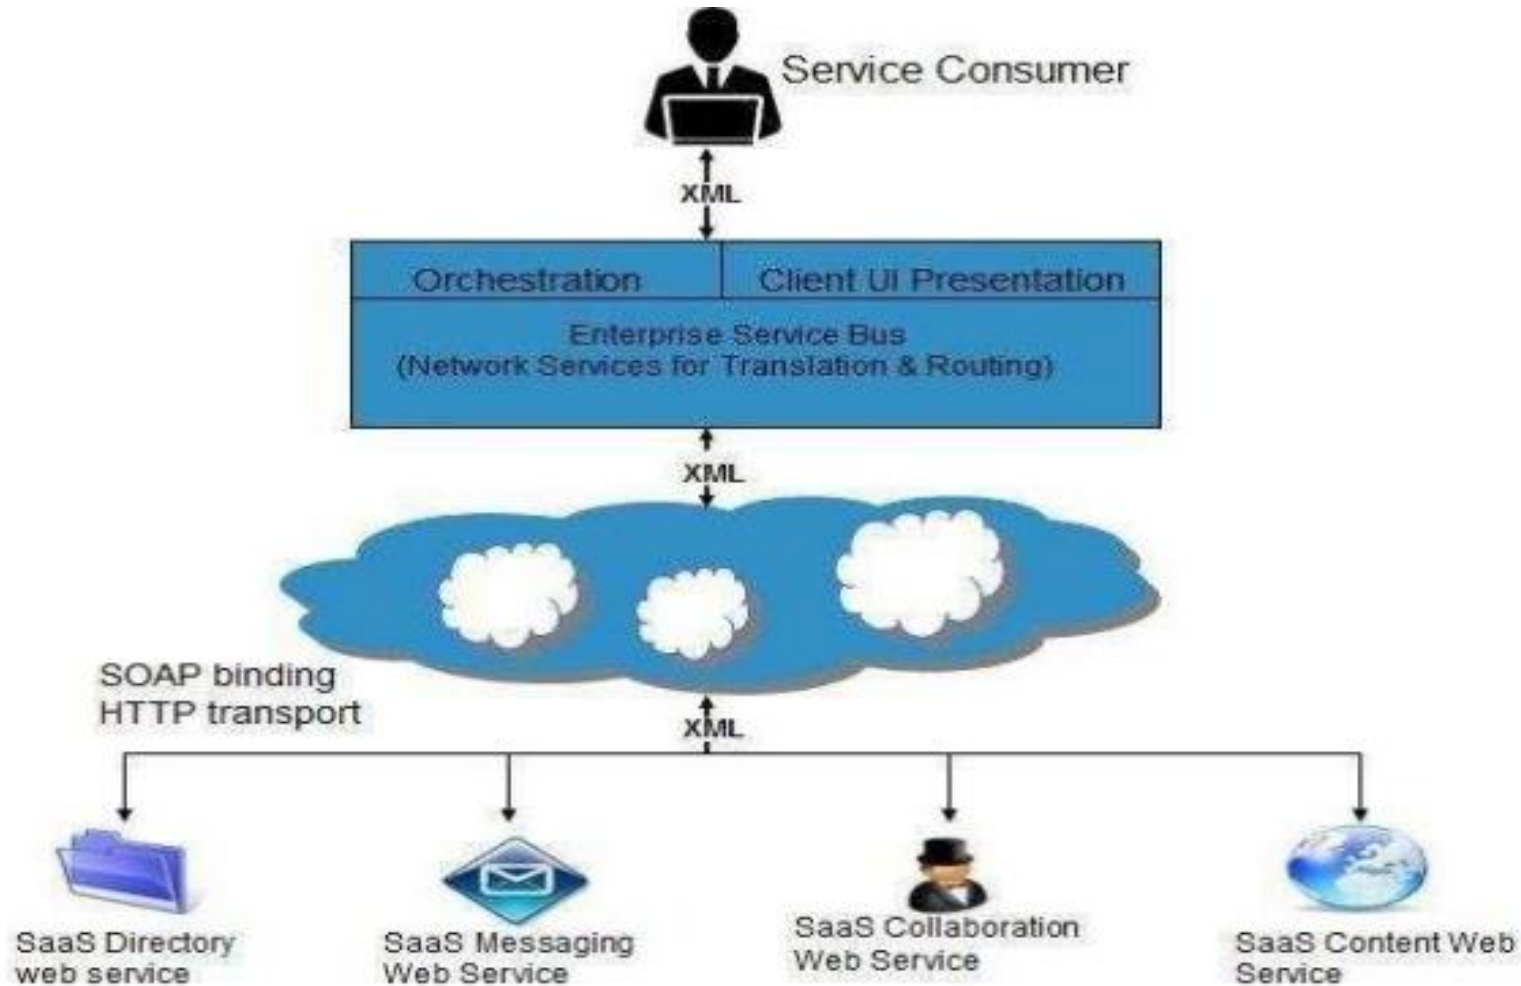 Service Consumer
XML
Orchestration
Client UI Presentation
Enterprise Service Bus
(Network Services for Translation & Routing)
XML
SOAP binding
HTTP transport
XML
SaaS Directory
web service
SaaS Messaging
Web Service
SaaS Collaboration
Web Service
SaaS Content Web
Service